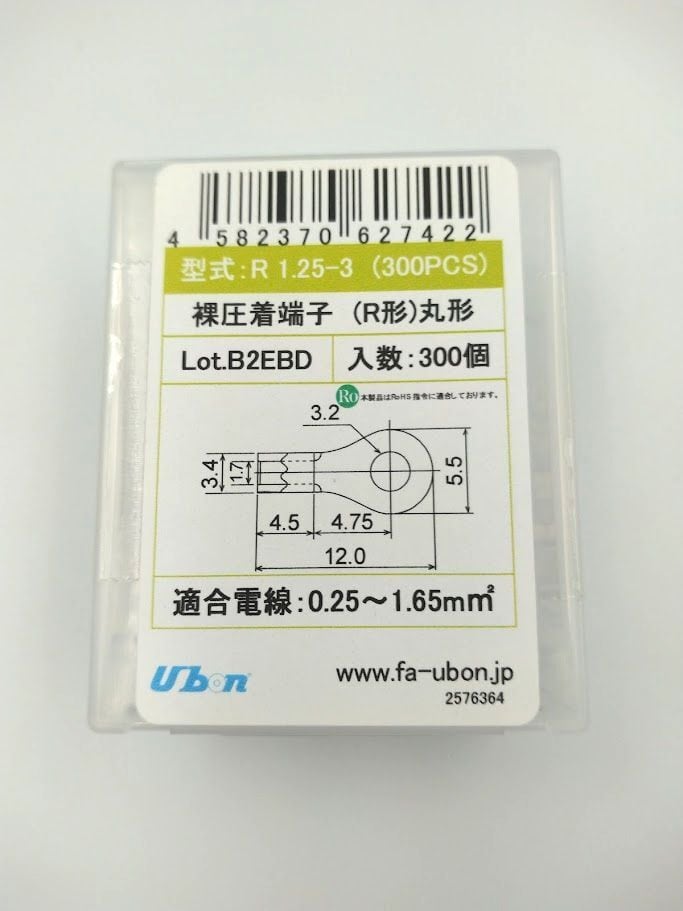 4 582370 627422
型式:R 1.25-3 (300PCS)
裸圧着端子 (R形)丸形
Lot.B2EBD 入数:300個
Ro 本製品はRoHS指令に適合しております。
3.2
3.4
1.7
5.5
4.5 4.75
12.0
適合電線:0.25〜1.65m㎡
Ubon
www.fa-ubon.jp
2576364